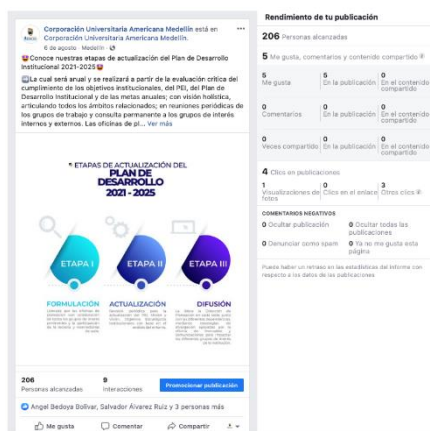 Corporación Universitaria Americana Medellín está en
Corporación Universitaria Americana Medellín.
6 de agosto · Medellín ·
Conoce nuestras etapas de actualización del Plan de Desarrollo
Institucional 2021-2025
La cual será anual y se realizará a partir de la evaluación crítica del
cumplimiento de los objetivos institucionales, del PEI, del Plan de
Desarrollo Institucional y de las metas anuales; con visión holística,
articulando todos los ámbitos relacionados; en reuniones periódicas de
los grupos de trabajo y consulta permanente a los grupos de interés
internos y externos. Las oficinas de pl... Ver más
ETAPAS DE ACTUALIZACIÓN DEL
PLAN DE
DESARROLLO
2021 - 2025
ETAPA I
ETAPA II
ETAPA III
FORMULACIÓN
ACTUALIZACIÓN
DIFUSIÓN
206
Personas alcanzadas
9
Interacciones
Promocionar publicación
Angel Bedoya Bolivar, Salvador Álvarez Ruiz y 3 personas más
Me gusta
Comentar
Compartir
Rendimiento de tu publicación
206 Personas alcanzadas
5 Me gusta, comentarios y contenido compartido
5 Me gusta
5 En la publicación
0 En el contenido compartido
0 Comentarios
0 En la publicación
0 En el contenido compartido
0 Veces compartido
0 En la publicación
0 En el contenido compartido
4 Clics en publicaciones
1 Visualizaciones de fotos
0 Clics en el enlace
3 Otros clics
COMENTARIOS NEGATIVOS
0 Ocultar publicación
0 Ocultar todas las publicaciones
0 Denunciar como spam
0 Ya no me gusta esta página
Puede haber un retraso en las estadísticas del informe con
respecto a los datos de las publicaciones